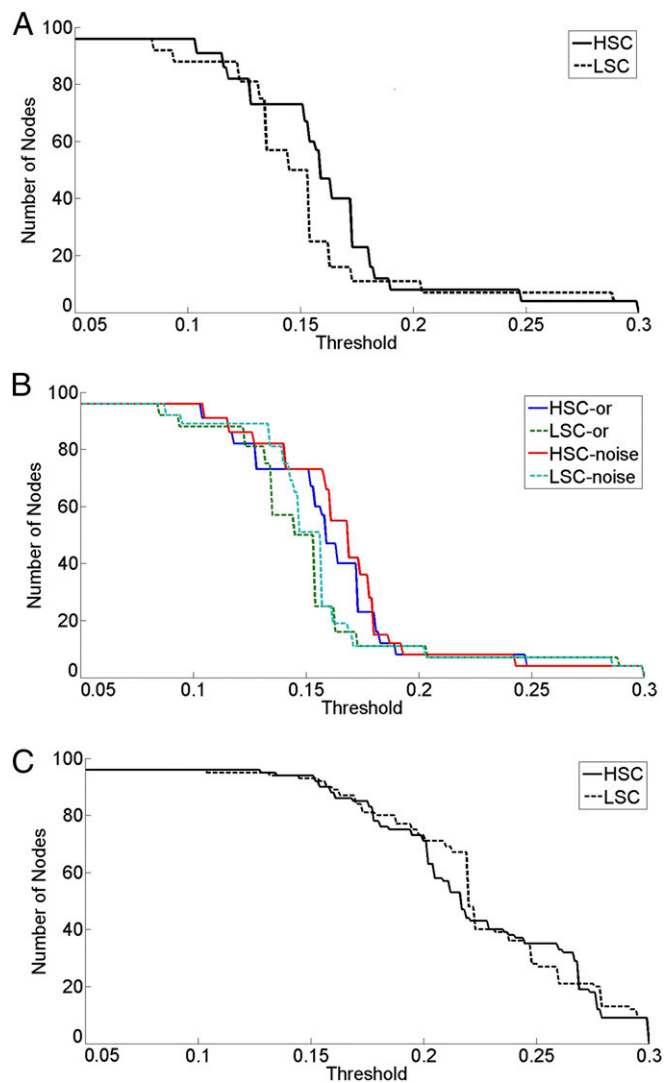 A
100
80
60
40
20
0
Number of Nodes
HSC
LSC
0.05 0.1 0.15 0.2 0.25 0.3
Threshold
B
100
80
60
40
20
0
Number of Nodes
HSC-or
LSC-or
HSC-noise
LSC-noise
0.05 0.1 0.15 0.2 0.25 0.3
Threshold
C
100
80
60
40
20
0
Number of Nodes
HSC
LSC
0.05 0.1 0.15 0.2 0.25 0.3
Threshold